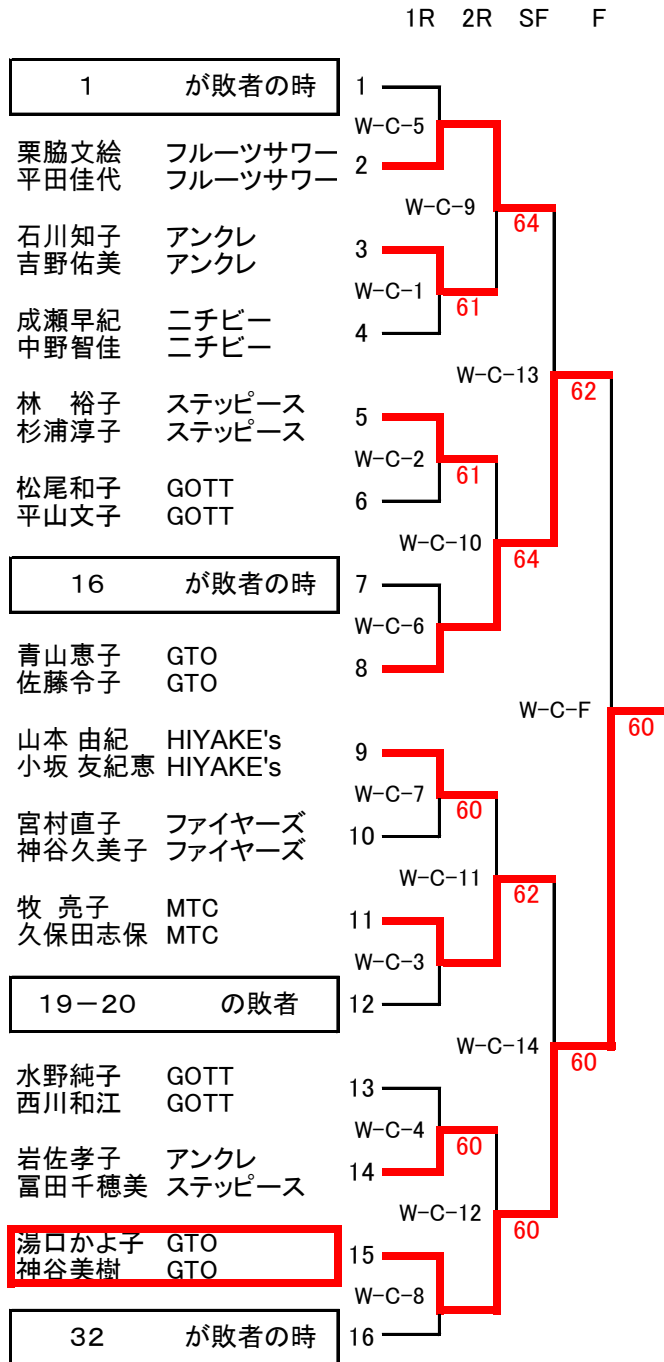 1R 2R SF F
1 が敗者の時 1
W-C-5
栗脇文絵 フルーツサワー
平田佳代 フルーツサワー 2
W-C-9 64
石川知子 アンクレ 3
吉野佑美 アンクレ
W-C-1 61
成瀬早紀 ニチビー 4
中野智佳 ニチビー
W-C-13 62
林 裕子 ステッピース 5
杉浦淳子 ステッピース
W-C-2 61
松尾和子 GOTT 6
平山文子 GOTT
W-C-10 64
16 が敗者の時 7
W-C-6
青山恵子 GTO 8
佐藤令子 GTO
W-C-F 60
山本 由紀 HIYAKE's 9
小坂 友紀恵 HIYAKE's
W-C-7 60
宮村直子 ファイヤーズ 10
神谷久美子 ファイヤーズ
W-C-11 62
牧 亮子 MTC 11
久保田志保 MTC
W-C-3
19－20 の敗者 12
W-C-14 60
水野純子 GOTT 13
西川和江 GOTT
W-C-4 60
岩佐孝子 アンクレ 14
冨田千穂美 ステッピース
W-C-12 60
湯口かよ子 GTO 15
神谷美樹 GTO
W-C-8
32 が敗者の時 16